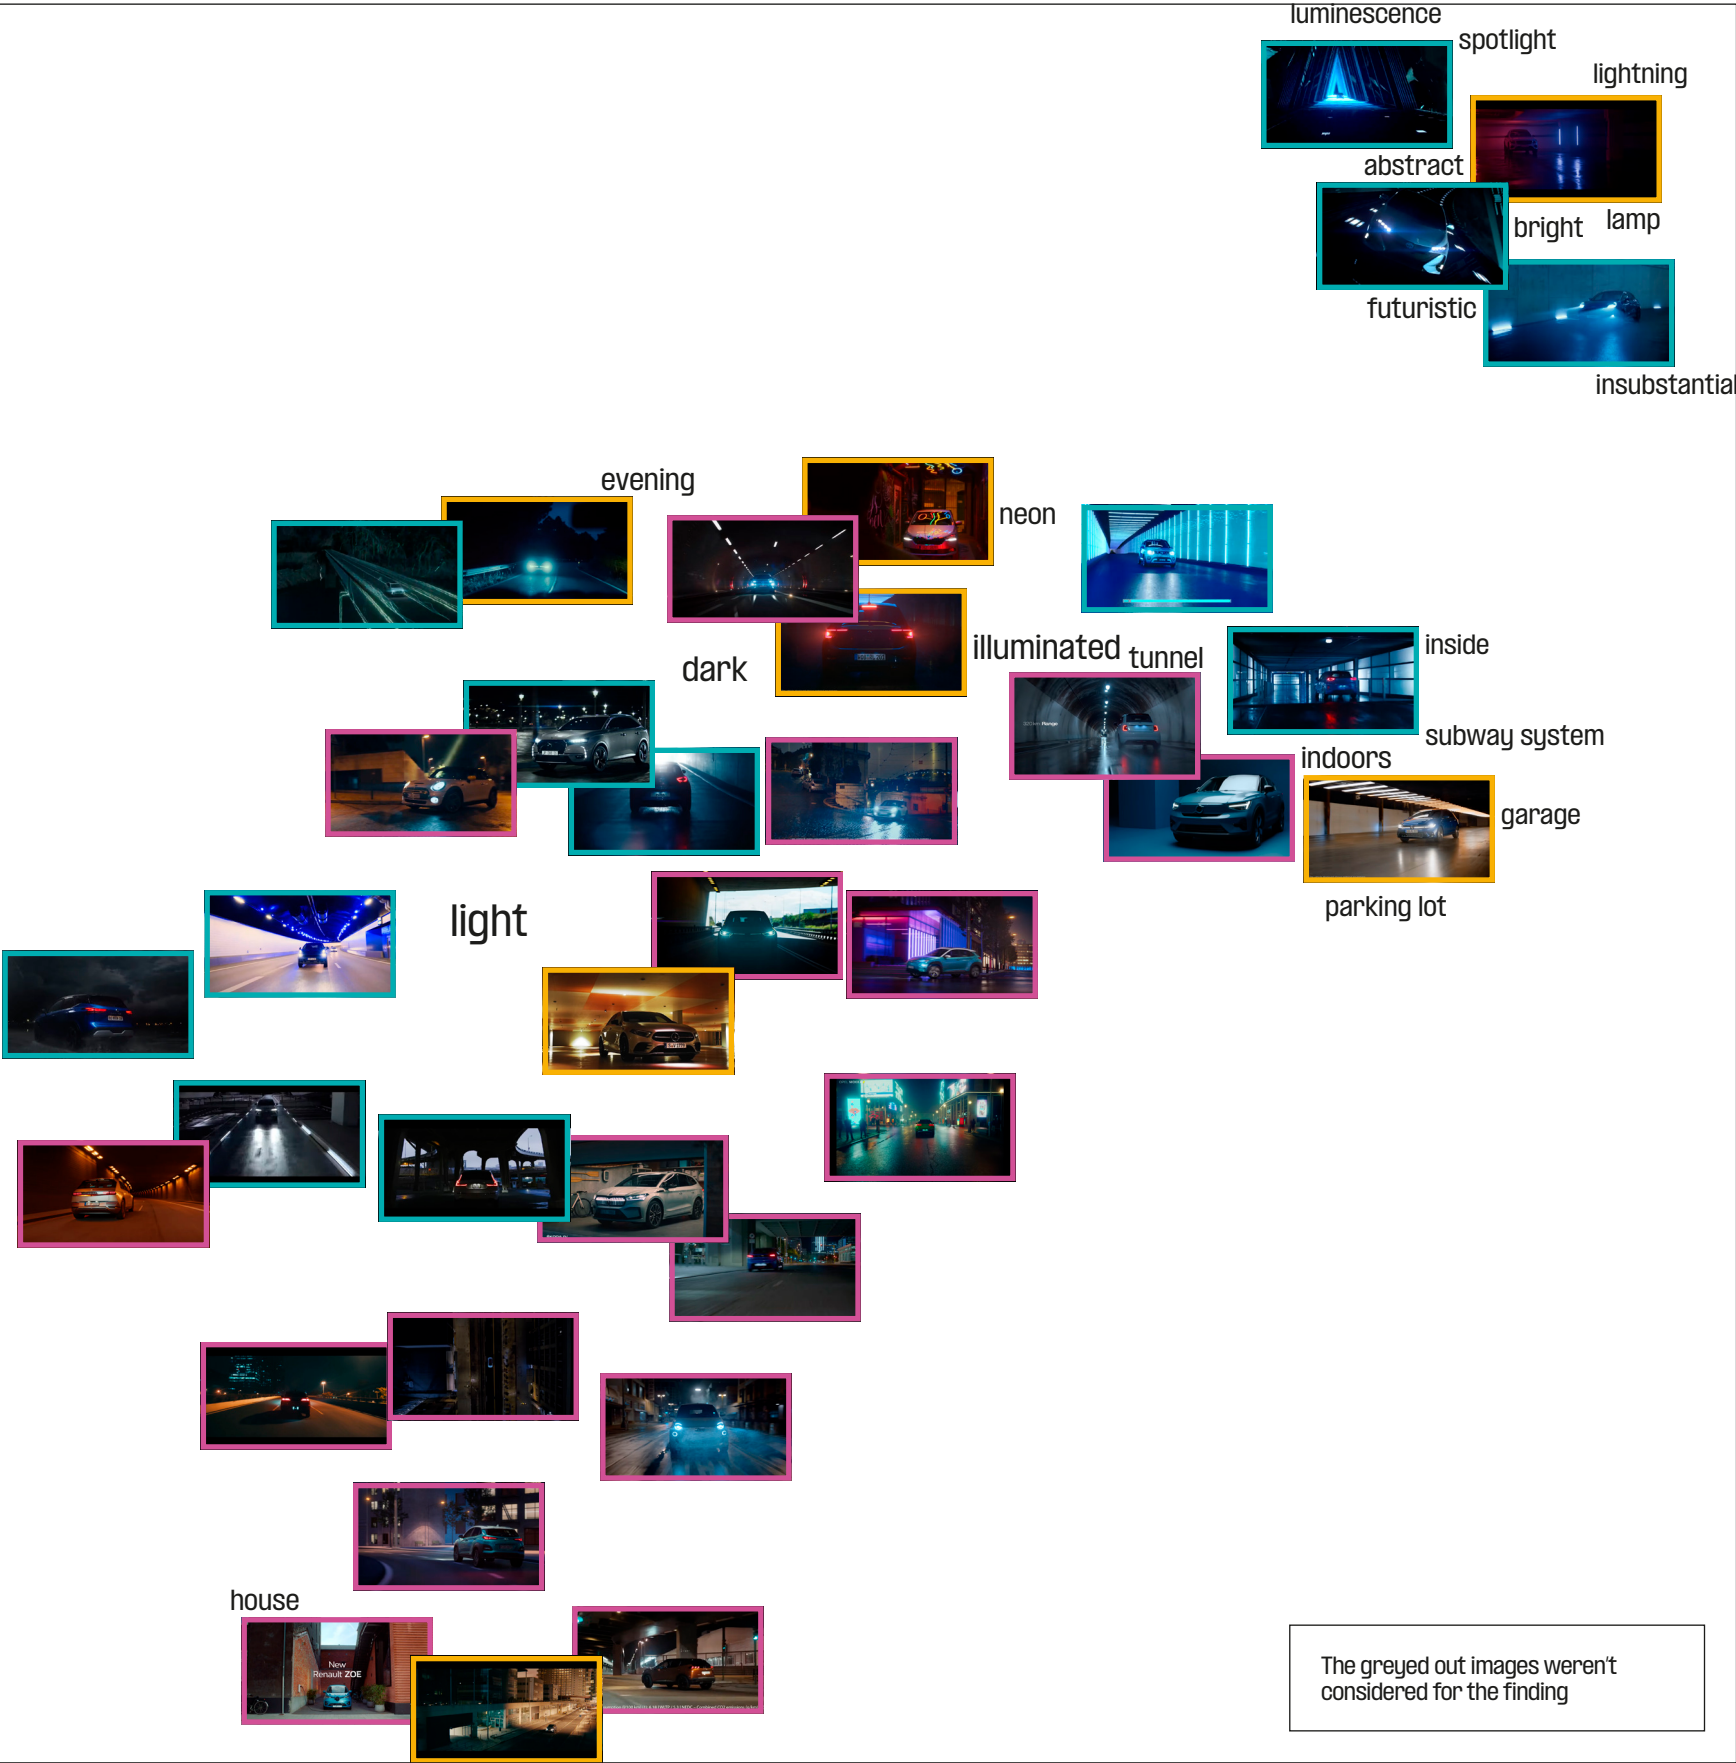 luminescence
spotlight
lightning
abstract
bright
lamp
futuristic
insubstantial
evening
neon
dark
illuminated
tunnel
inside
subway system
indoors
garage
parking lot
light
house
New
Renault ZOE
The greyed out images weren't
considered for the finding